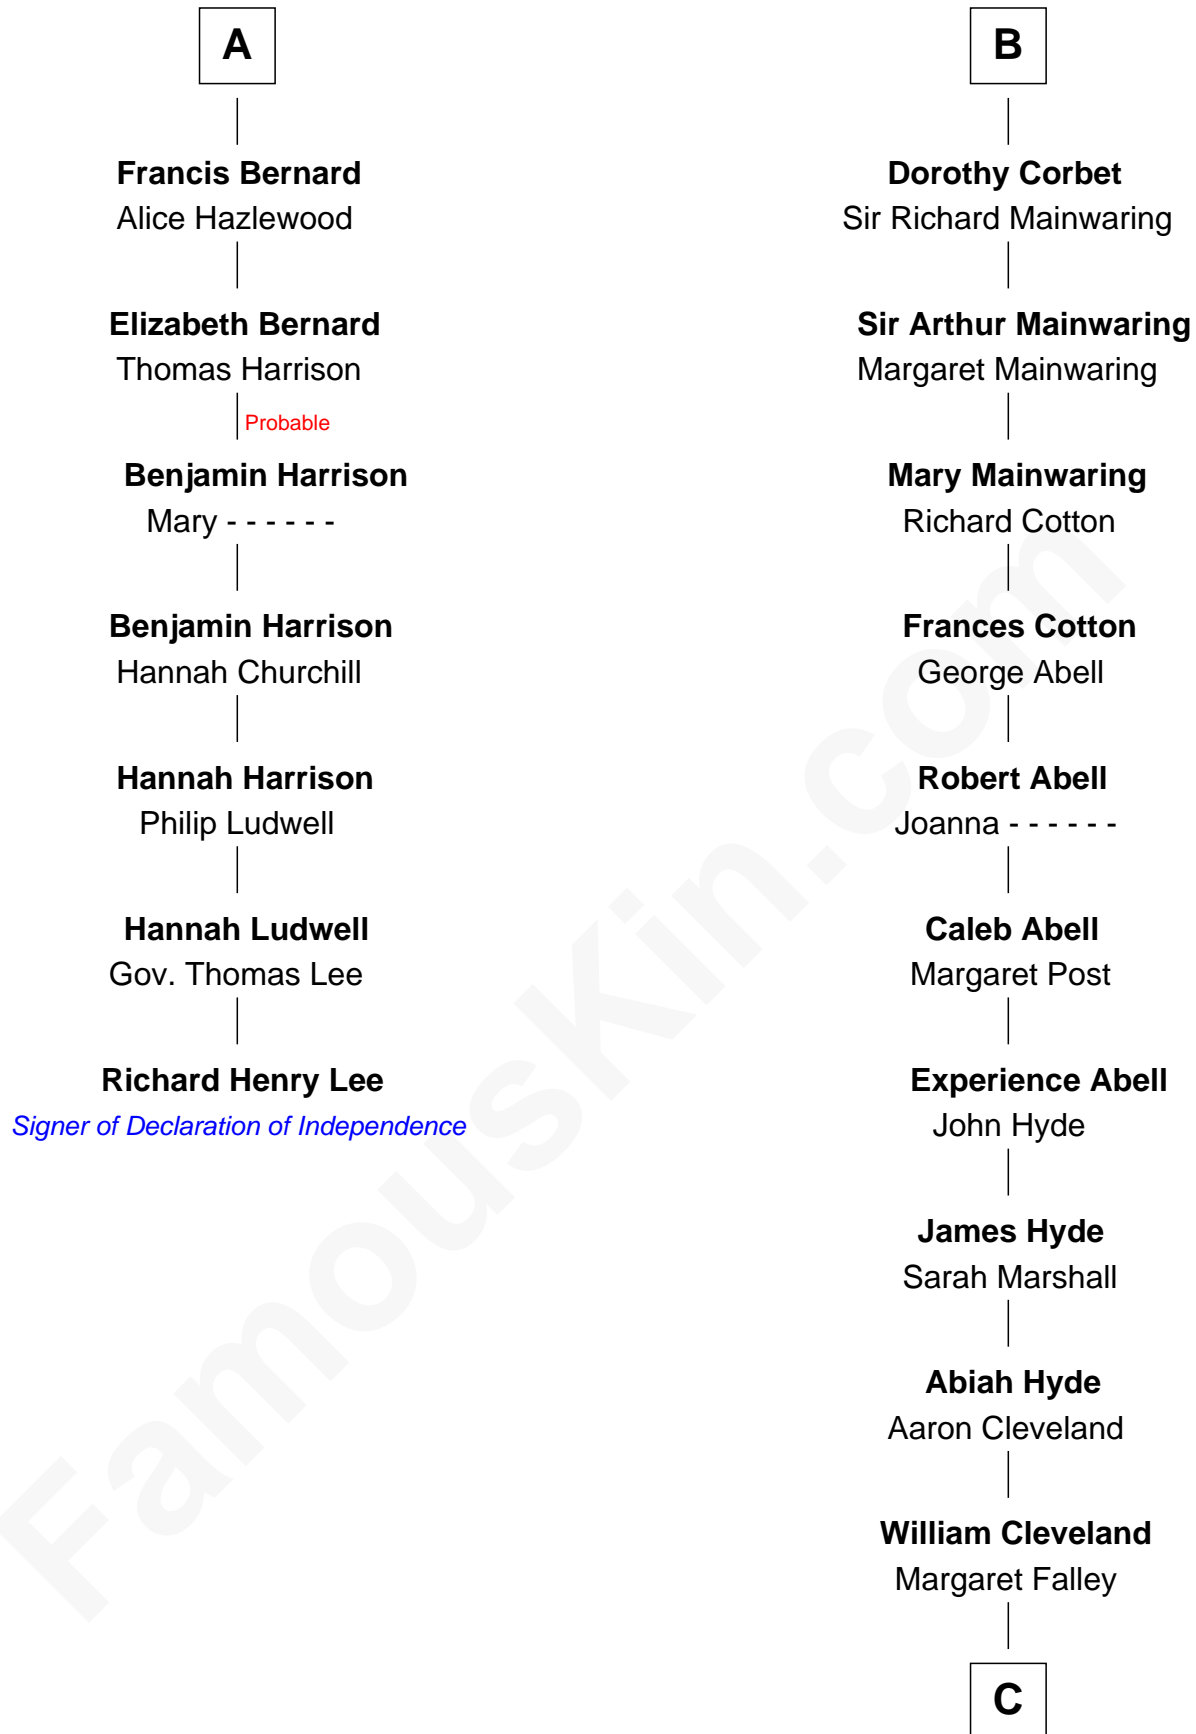 A
Francis Bernard
Alice Hazlewood
Elizabeth Bernard
Thomas Harrison
Probable
Benjamin Harrison
Mary - - - - - -
Benjamin Harrison
Hannah Churchill
Hannah Harrison
Philip Ludwell
Hannah Ludwell
Gov. Thomas Lee
Richard Henry Lee
Signer of Declaration of Independence
B
Dorothy Corbet
Sir Richard Mainwaring
Sir Arthur Mainwaring
Margaret Mainwaring
Mary Mainwaring
Richard Cotton
Frances Cotton
George Abell
Robert Abell
Joanna - - - - - -
Caleb Abell
Margaret Post
Experience Abell
John Hyde
James Hyde
Sarah Marshall
Abiah Hyde
Aaron Cleveland
William Cleveland
Margaret Falley
C
FamousKin.com